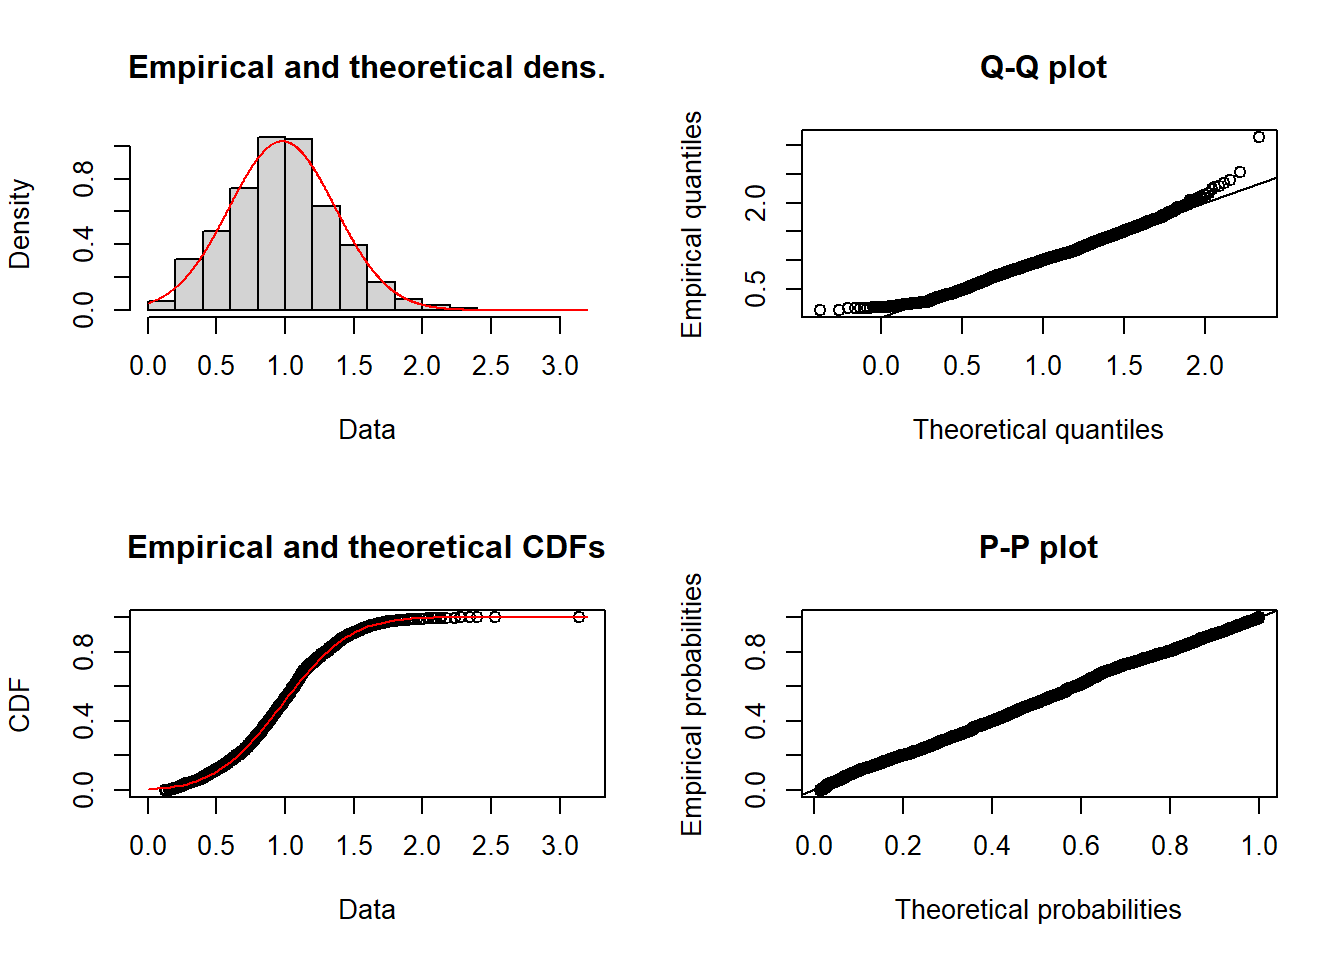 Empirical and theoretical dens.
Density
0.0 0.4 0.8
0.0 0.5 1.0 1.5 2.0 2.5 3.0
Data
Q-Q plot
Empirical quantiles
0.5 2.0
0.0 0.5 1.0 1.5 2.0
Theoretical quantiles
Empirical and theoretical CDFs
CDF
0.0 0.4 0.8
0.0 0.5 1.0 1.5 2.0 2.5 3.0
Data
P-P plot
Empirical probabilities
0.0 0.4 0.8
0.0 0.2 0.4 0.6 0.8 1.0
Theoretical probabilities